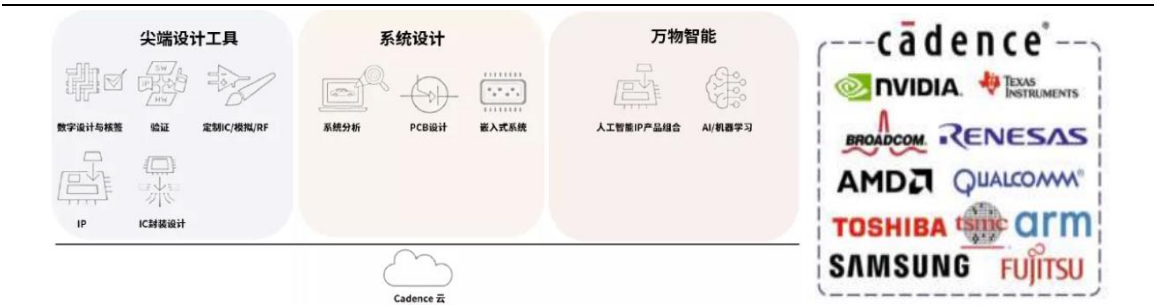 尖端设计工具
SW
IP
HW
数字设计与核签
验证
定制IC/模拟/RF
IP
IC封装设计
系统设计
系统分析
PCB设计
嵌入式系统
万物智能
人工智能IP产品组合
AI/机器学习
Cadence 云
cādence®
NVIDIA.
TEXAS INSTRUMENTS
BROADCOM.
RENESAS
AMD
QUALCOMM®
TOSHIBA
tsmc
arm
SAMSUNG
FUJITSU